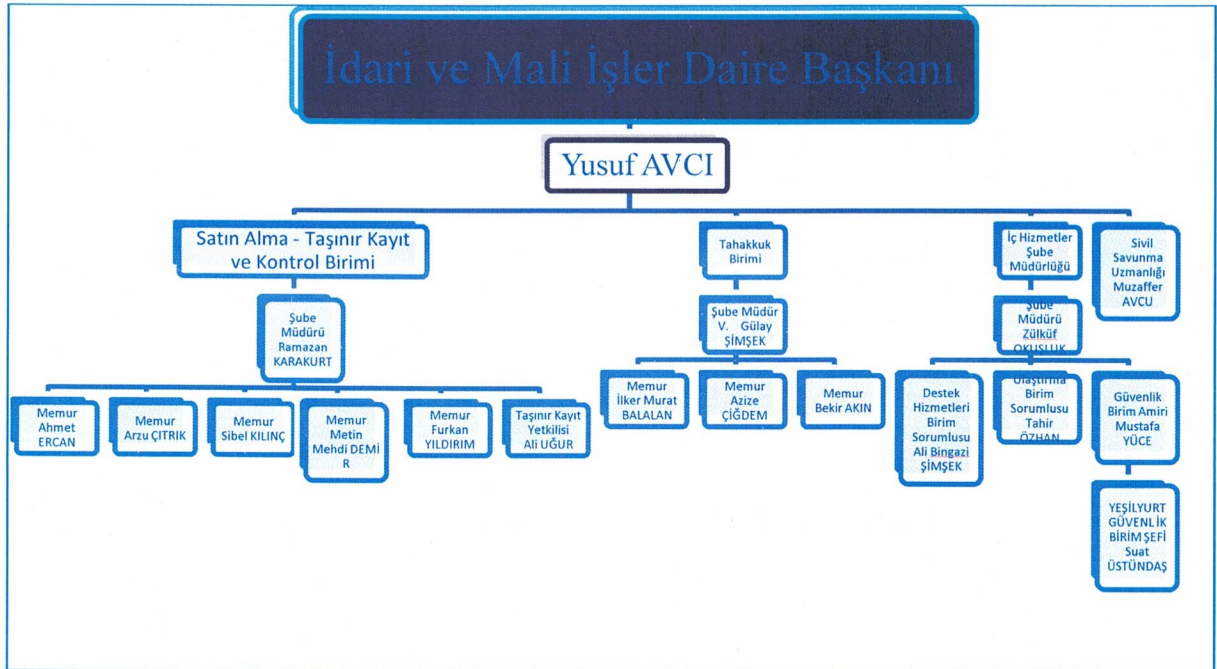 İdari ve Mali İşler Daire Başkanı
Yusuf AVCI
Satın Alma - Taşınır Kayıt
ve Kontrol Birimi
Şube
Müdürü
Ramazan
KARAKURT
Memur
Ahmet
ERCAN
Memur
Arzu ÇITRIK
Memur
Sibel KILINÇ
Memur
Metin
Mehdi DEMİ
R
Memur
Furkan
YILDIRIM
Taşınır Kayıt
Yetkilisi
Ali UĞUR
Tahakkuk
Birimi
Şube Müdür
V. Gülay
ŞİMŞEK
Memur
İlker Murat
BALALAN
Memur
Azize
ÇİĞDEM
Memur
Bekir AKIN
İç Hizmetler
Şube
Müdürlüğü
Şube
Müdürü
Zülküf
OKUŞLUK
Destek
Hizmetleri
Birim
Sorumlusu
Ali Bingazi
ŞİMŞEK
Ulaştırma
Birim
Sorumlusu
Tahir
ÖZHAN
Güvenlik
Birim Amiri
Mustafa
YÜCE
YEŞİLYURT
GÜVENLİK
BİRİM ŞEFİ
Suat
ÜSTÜNDAŞ
Sivil
Savunma
Uzmanlığı
Muzaffer
AVCU